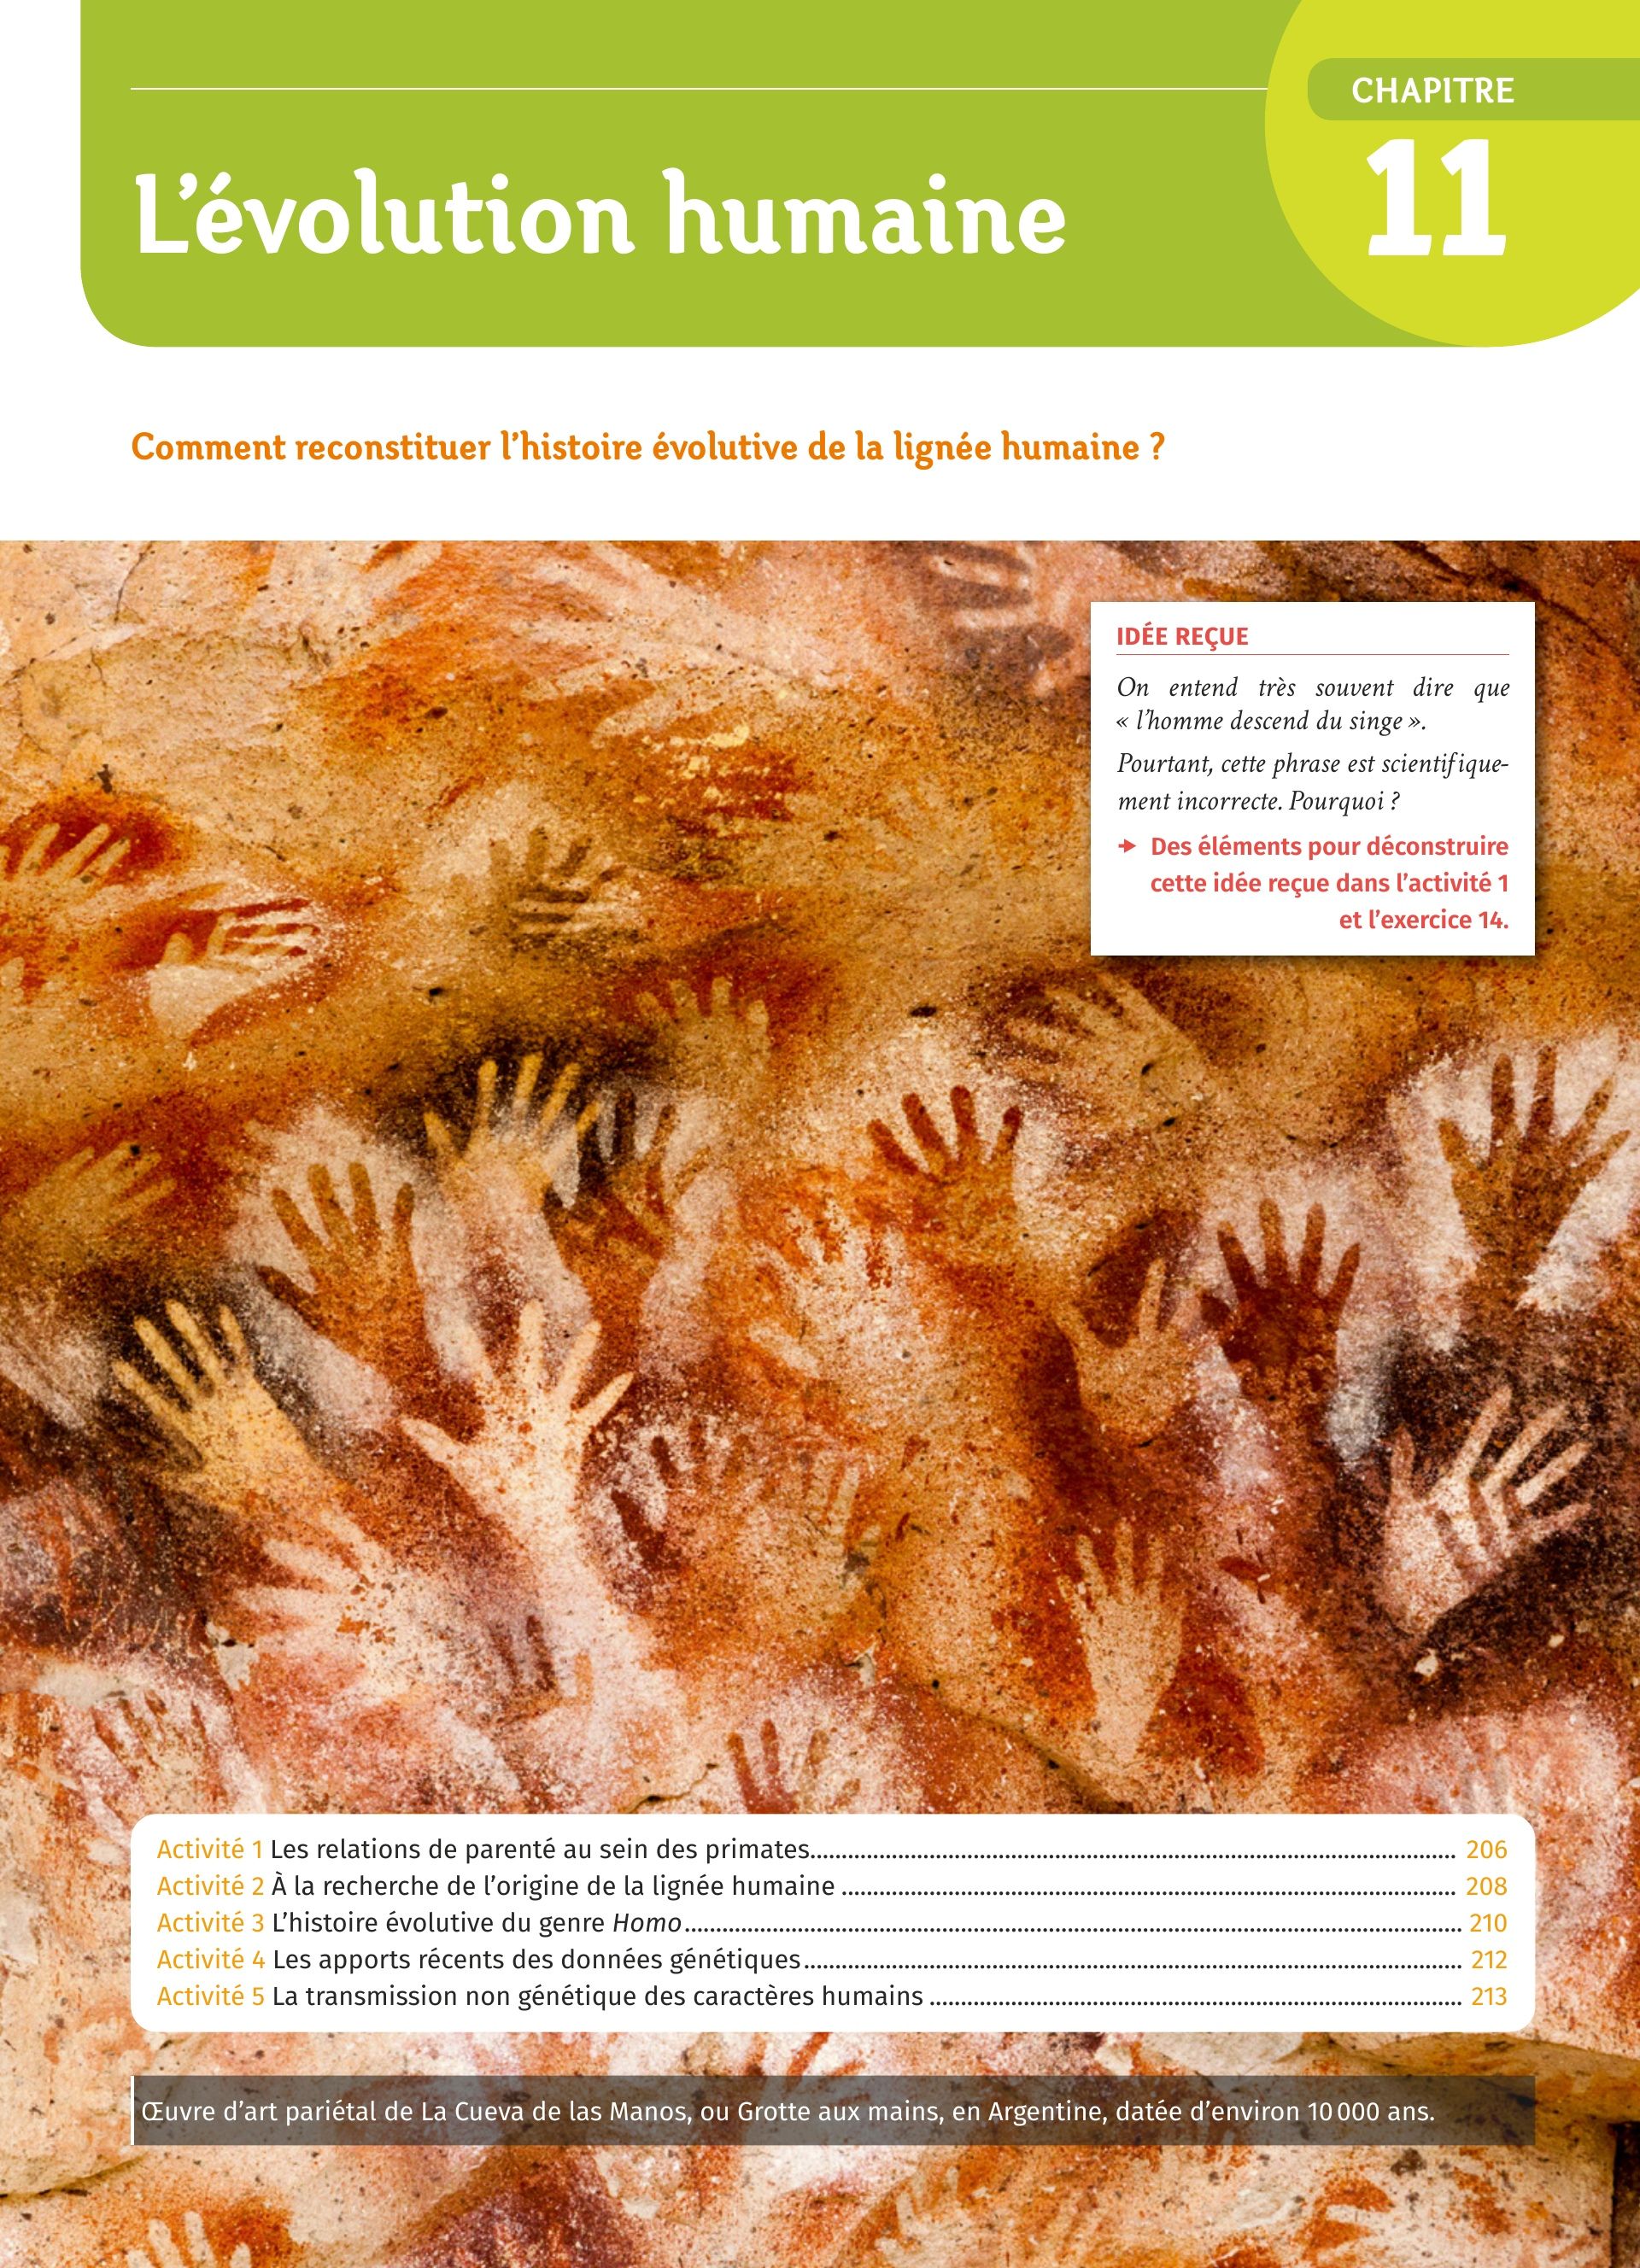 CHAPITRE
11
L’évolution humaine
Comment reconstituer l’histoire évolutive de la lignée humaine ?
IDÉE REÇUE
On entend très souvent dire que
« l’homme descend du singe ».
Pourtant, cette phrase est scientifique-
ment incorrecte. Pourquoi ?
Des éléments pour déconstruire
cette idée reçue dans l’activité 1
et l’exercice 14.
Activité 1 Les relations de parenté au sein des primates 206
Activité 2 À la recherche de l’origine de la lignée humaine 208
Activité 3 L’histoire évolutive du genre Homo 210
Activité 4 Les apports récents des données génétiques 212
Activité 5 La transmission non génétique des caractères humains 213
Œuvre d’art pariétal de La Cueva de las Manos, ou Grotte aux mains, en Argentine, datée d’environ 10 000 ans.